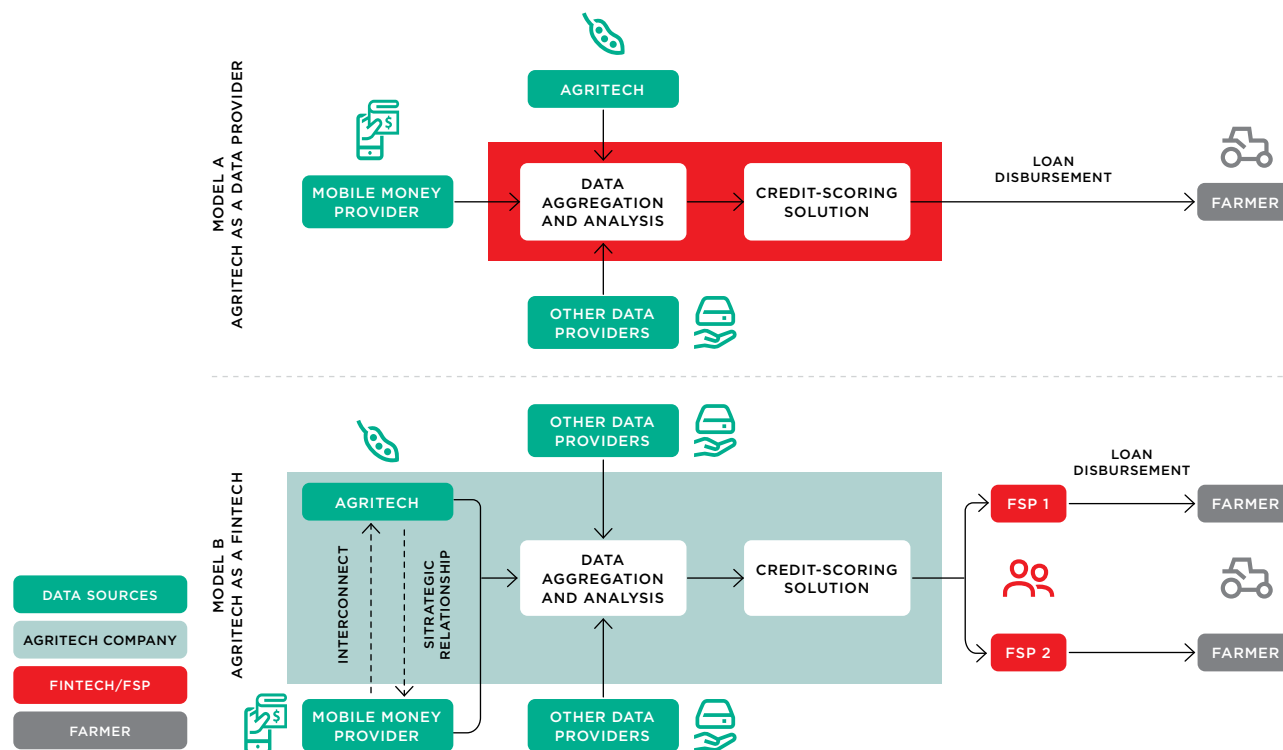 MODEL A
AGRITECH AS A DATA PROVIDER
AGRITECH
MOBILE MONEY
PROVIDER
$
DATA
AGGREGATION
AND ANALYSIS
CREDIT-SCORING
SOLUTION
LOAN
DISBURSEMENT
FARMER
OTHER DATA
PROVIDERS
MODEL B
AGRITECH AS A FINTECH
OTHER DATA
PROVIDERS
AGRITECH
INTERCONNECT
SITRATEGIC
RELATIONSHIP
DATA
AGGREGATION
AND ANALYSIS
CREDIT-SCORING
SOLUTION
LOAN
DISBURSEMENT
FSP 1
FARMER
FSP 2
FARMER
$
MOBILE MONEY
PROVIDER
OTHER DATA
PROVIDERS
DATA SOURCES
AGRITECH COMPANY
FINTECH/FSP
FARMER